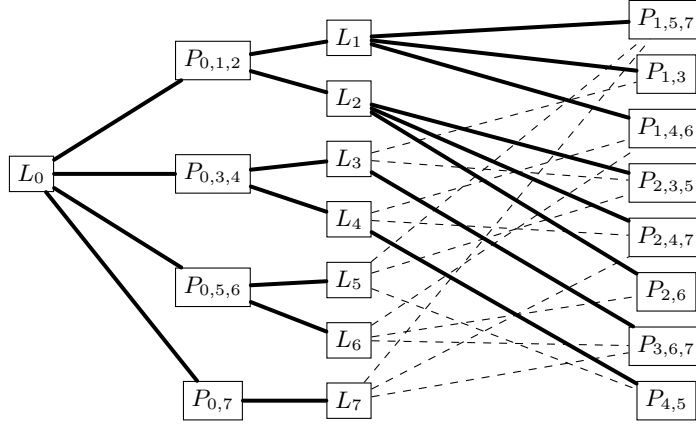 L₀
P₀,₁,₂
P₀,₃,₄
P₀,₅,₆
P₀,₇
L₁
L₂
L₃
L₄
L₅
L₆
L₇
P₁,₅,₇
P₁,₃
P₁,₄,₆
P₂,₃,₅
P₂,₄,₇
P₂,₆
P₃,₆,₇
P₄,₅